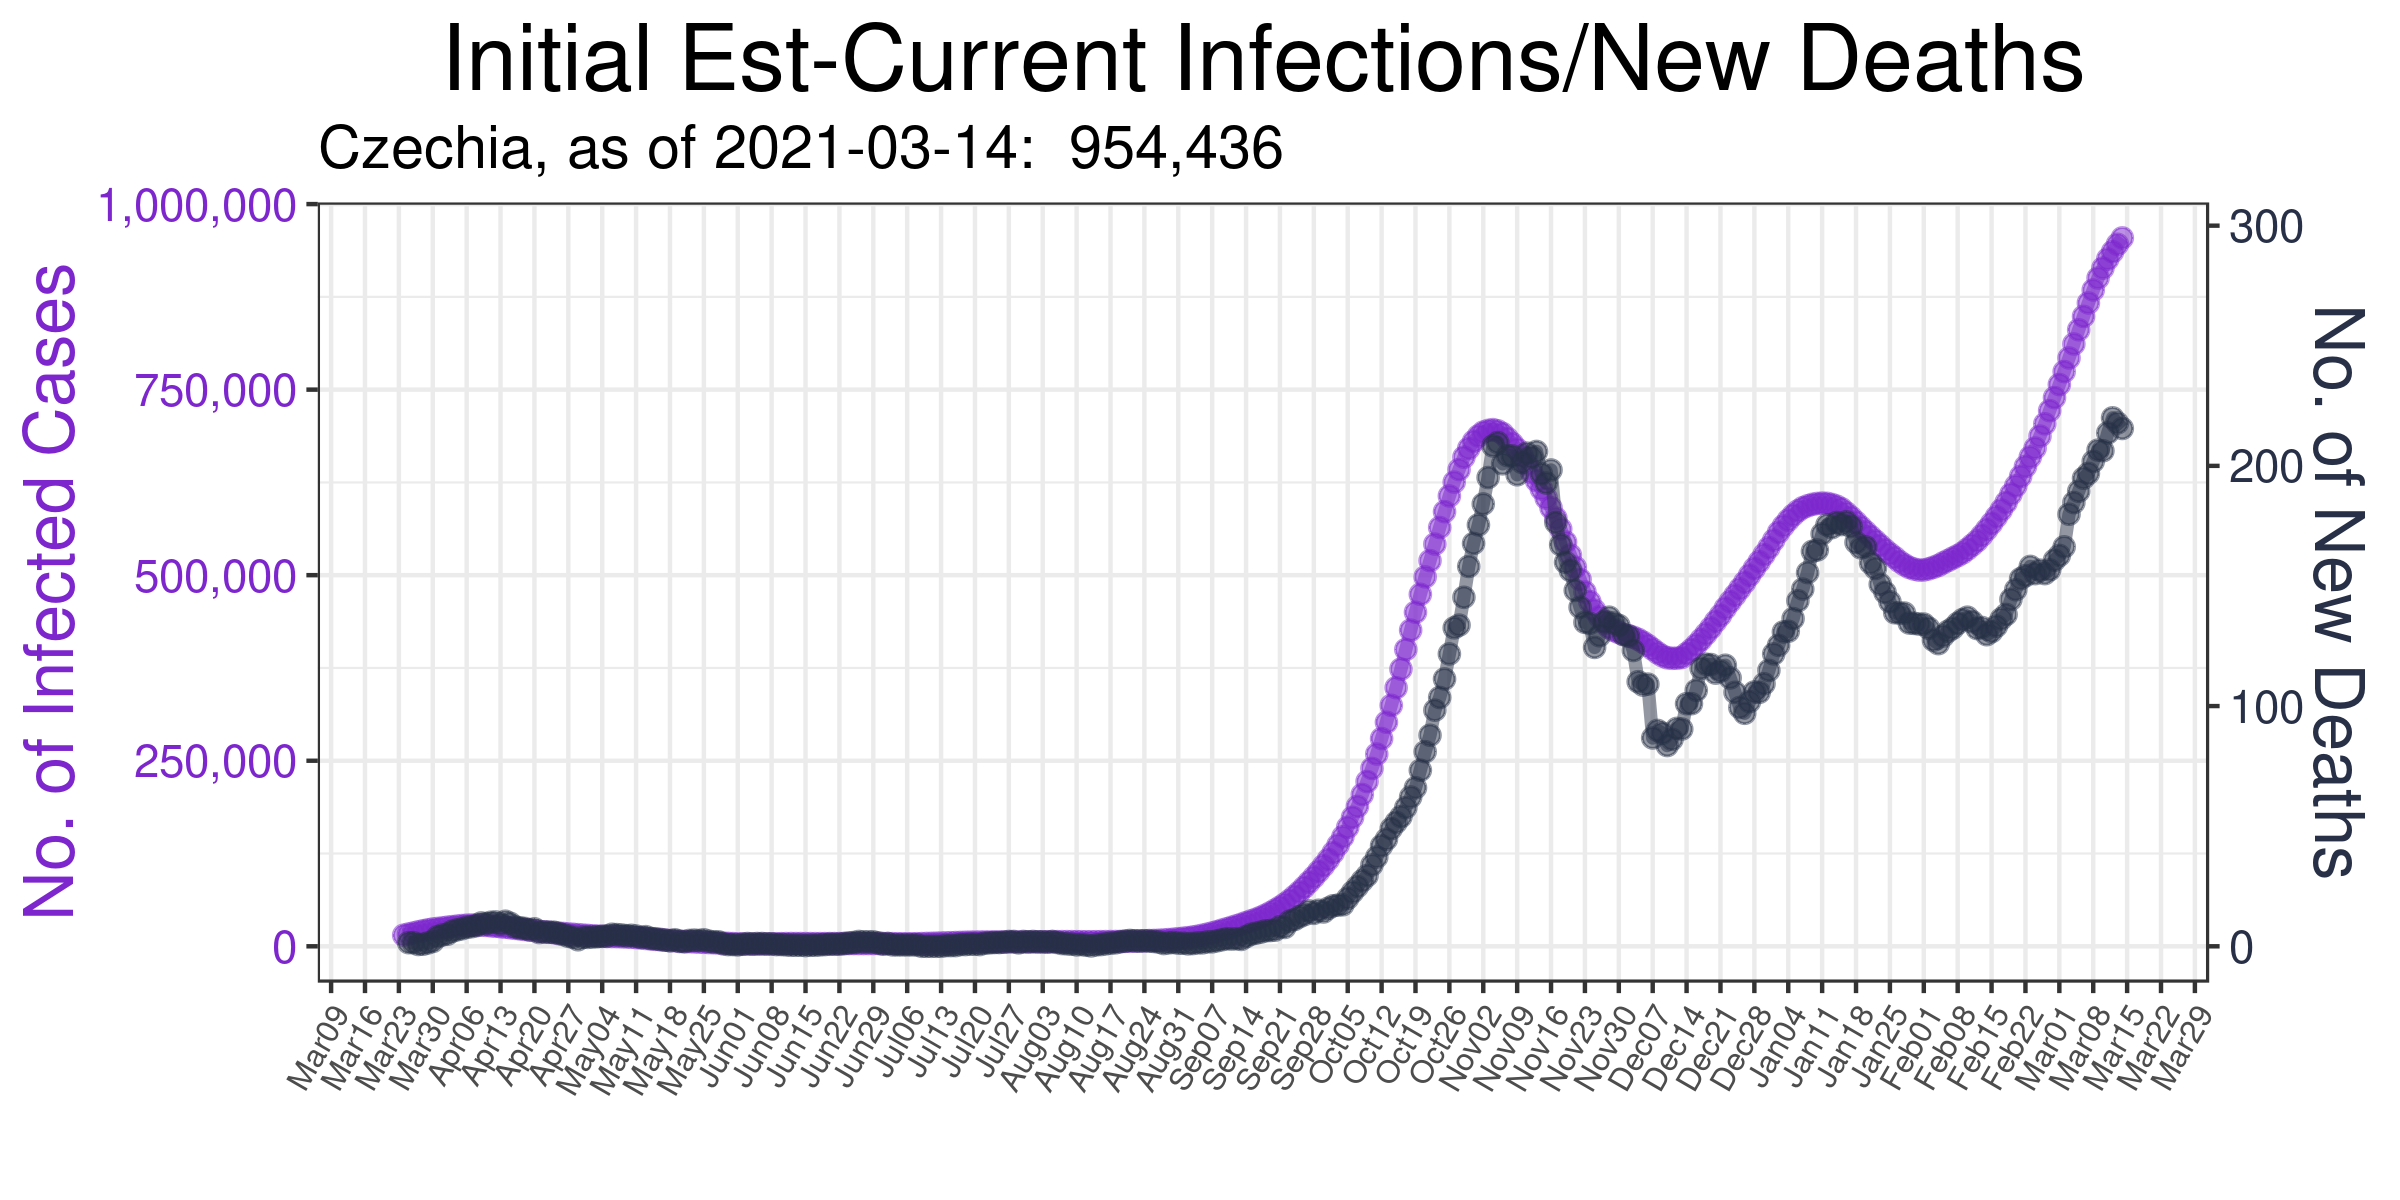 Initial Est-Current Infections/New Deaths
Czechia, as of 2021-03-14:  954,436
No. of Infected Cases
1,000,000
750,000
500,000
250,000
0
300
200
100
0
No. of New Deaths
Mar09
Mar16
Mar23
Mar30
Apr06
Apr13
Apr20
Apr27
May04
May11
May18
May25
Jun01
Jun08
Jun15
Jun22
Jun29
Jul06
Jul13
Jul20
Jul27
Aug03
Aug10
Aug17
Aug24
Aug31
Sep07
Sep14
Sep21
Sep28
Oct05
Oct12
Oct19
Oct26
Nov02
Nov09
Nov16
Nov23
Nov30
Dec07
Dec14
Dec21
Dec28
Jan04
Jan11
Jan18
Jan25
Feb01
Feb08
Feb15
Feb22
Mar01
Mar08
Mar15
Mar22
Mar29